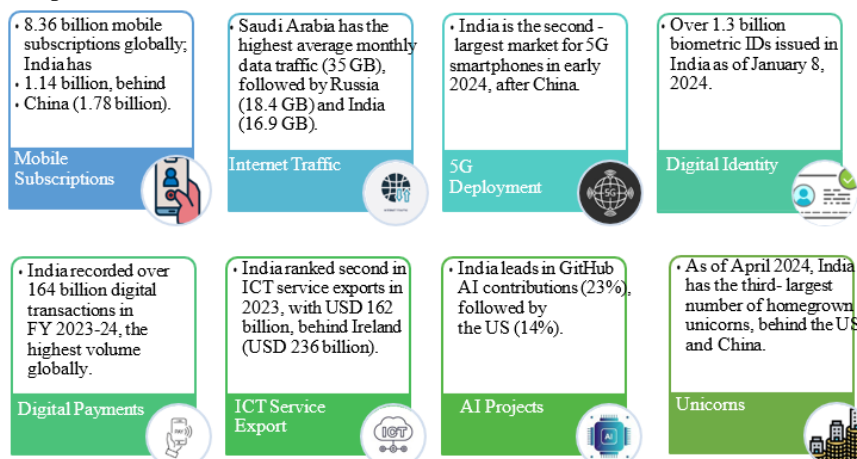 • 8.36 billion mobile
subscriptions globally;
India has
• 1.14 billion, behind
• China (1.78 billion).
Mobile
Subscriptions
• Saudi Arabia has the
highest average monthly
data traffic (35 GB),
followed by Russia
(18.4 GB) and India
(16.9 GB).
Internet Traffic
• India is the second -
largest market for 5G
smartphones in early
2024, after China.
5G
Deployment
5G
• Over 1.3 billion
biometric IDs issued in
India as of January 8,
2024.
Digital Identity
• India recorded over
164 billion digital
transactions in
FY 2023-24, the
highest volume
globally.
Digital Payments
PAY
• India ranked second in
ICT service exports in
2023, with USD 162
billion, behind Ireland
(USD 236 billion).
ICT Service
Export
• India leads in GitHub
AI contributions (23%),
followed by
the US (14%).
AI Projects
AI
• As of April 2024, India
has the third- largest
number of homegrown
unicorns, behind the US
and China.
Unicorns